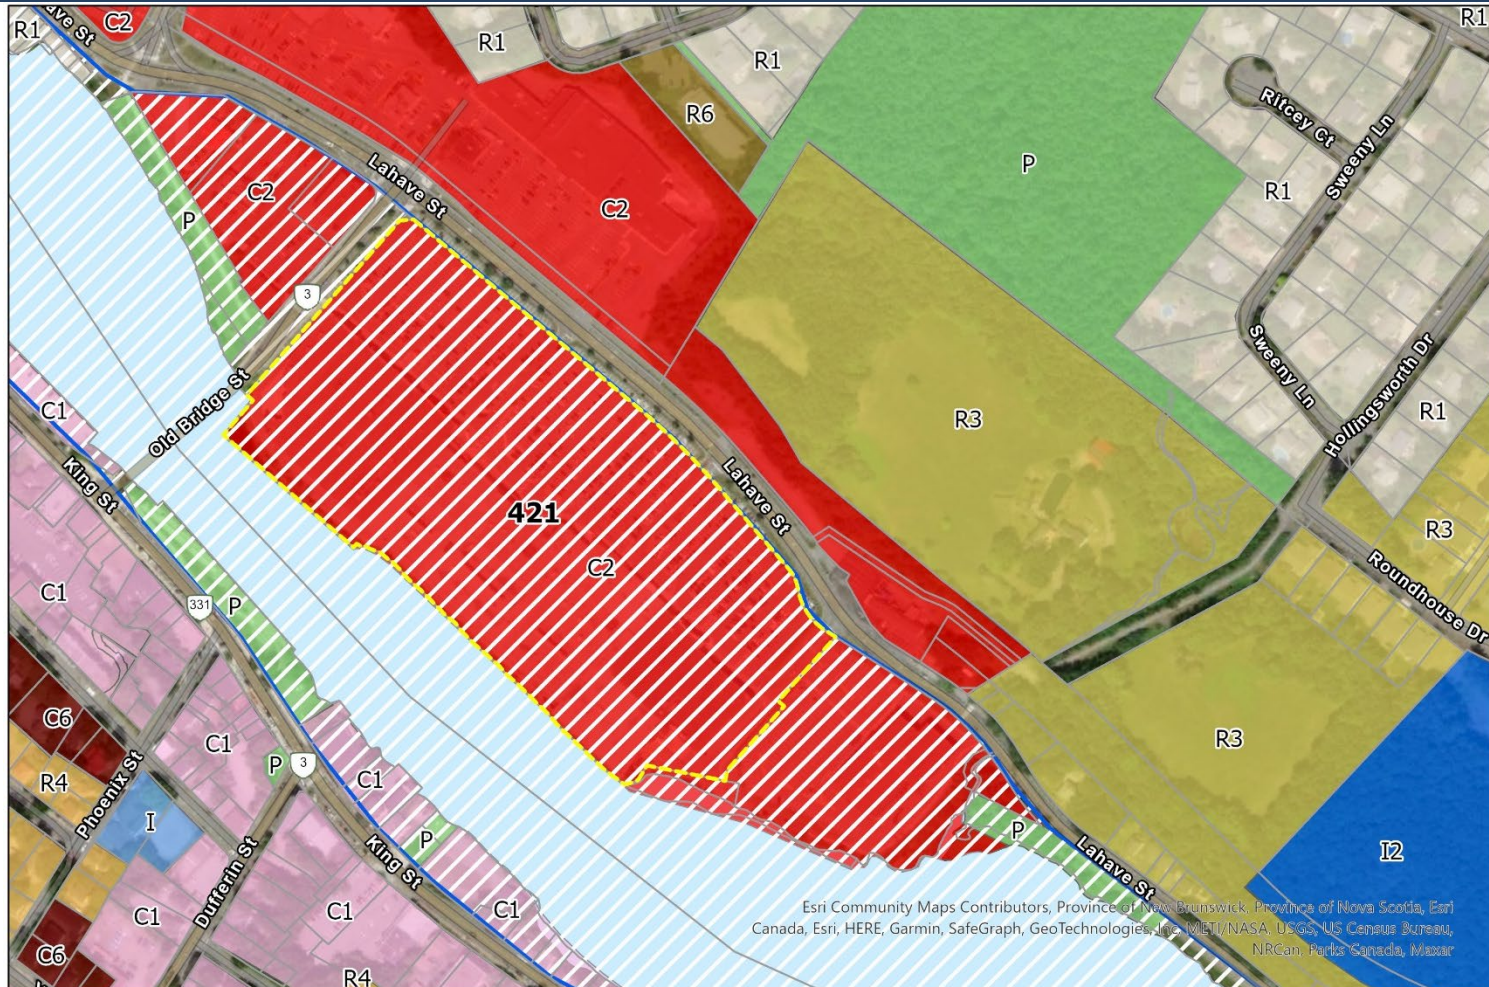 R1
ave St
C2
R1
R1
R1
R6
Ritcey Ct
Sweeny Ln
P
R1
Lahave St
C2
C2
P
3
Sweeny Ln
Hollingsworth Dr
R1
Old Bridge St
C1
R3
King St
Lahave St
421
R3
C2
Roundhouse Dr
C1
331
P
C6
C1
P
3
C1
R3
R4
Phoenix St
I
P
P
King St
Lahave St
I2
Dufferin St
C1
C1
C1
C6
R4
Esri Community Maps Contributors, Province of New Brunswick, Province of Nova Scotia, Esri
Canada, Esri, HERE, Garmin, SafeGraph, GeoTechnologies, Inc, METI/NASA, USGS, US Census Bureau,
NRCan, Parks Canada, Maxar